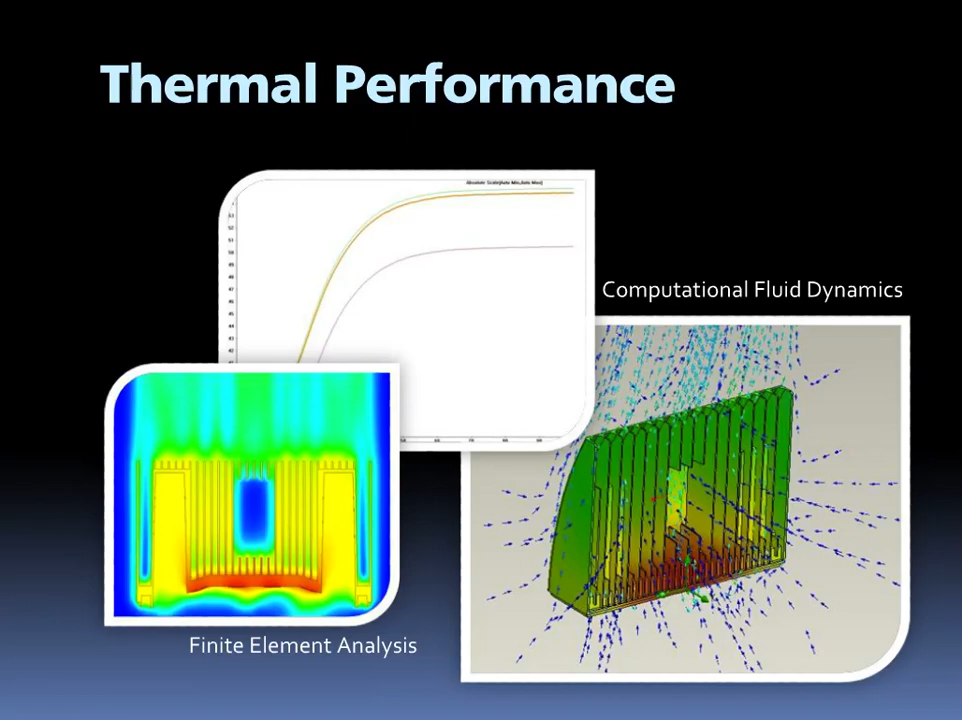 Thermal Performance
Computational Fluid Dynamics
Finite Element Analysis